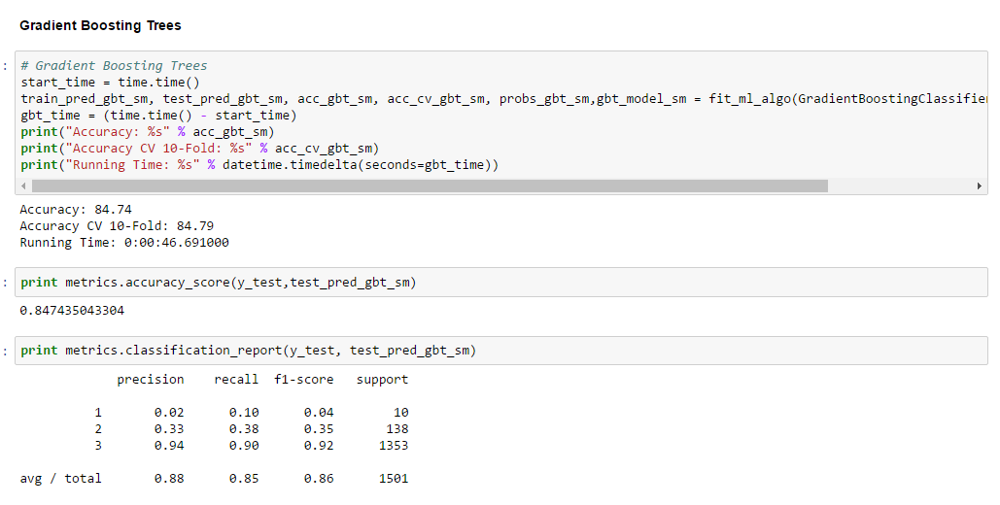 Gradient Boosting Trees
: # Gradient Boosting Trees
start_time = time.time()
train_pred_gbt_sm, test_pred_gbt_sm, acc_gbt_sm, acc_cv_gbt_sm, probs_gbt_sm,gbt_model_sm = fit_ml_algo(
gbt_time = (time.time() - start_time)
print("Accuracy: %s" % acc_gbt_sm)
print("Accuracy CV 10-Fold: %s" % acc_cv_gbt_sm)
print("Running Time: %s" % datetime.timedelta(seconds=gbt_time))
Accuracy: 84.74
Accuracy CV 10-Fold: 84.79
Running Time: 0:00:46.691000
: print metrics.accuracy_score(y_test,test_pred_gbt_sm)
0.847435043304
: print metrics.classification_report(y_test, test_pred_gbt_sm)
precision recall f1-score support
1 0.02 0.10 0.04 10
2 0.33 0.38 0.35 138
3 0.94 0.90 0.92 1353
avg / total 0.88 0.85 0.86 1501